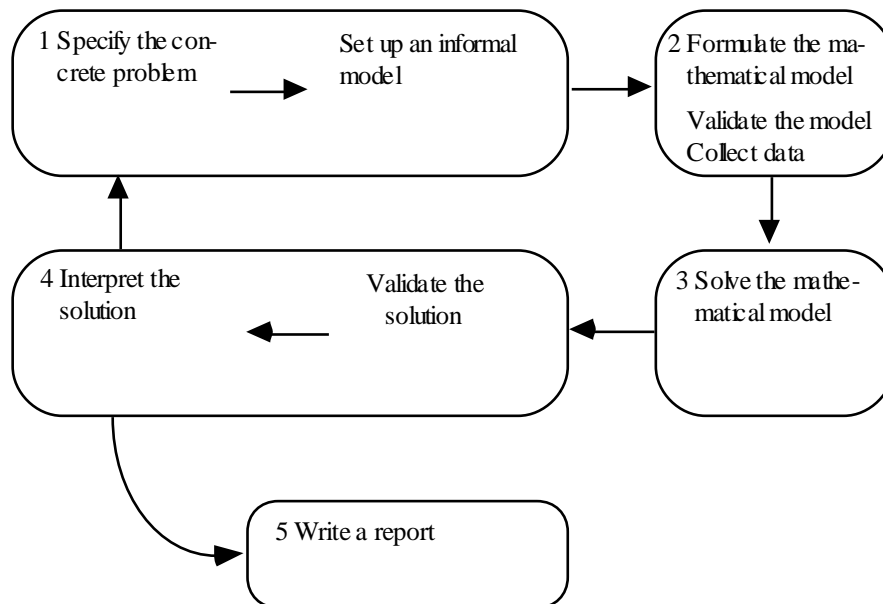 1 Specify the con-
crete problem
Set up an informal
model
2 Formulate the ma-
thematical model
Validate the model
Collect data
4 Interpret the
solution
Validate the
solution
3 Solve the mathe-
matical model
5 Write a report